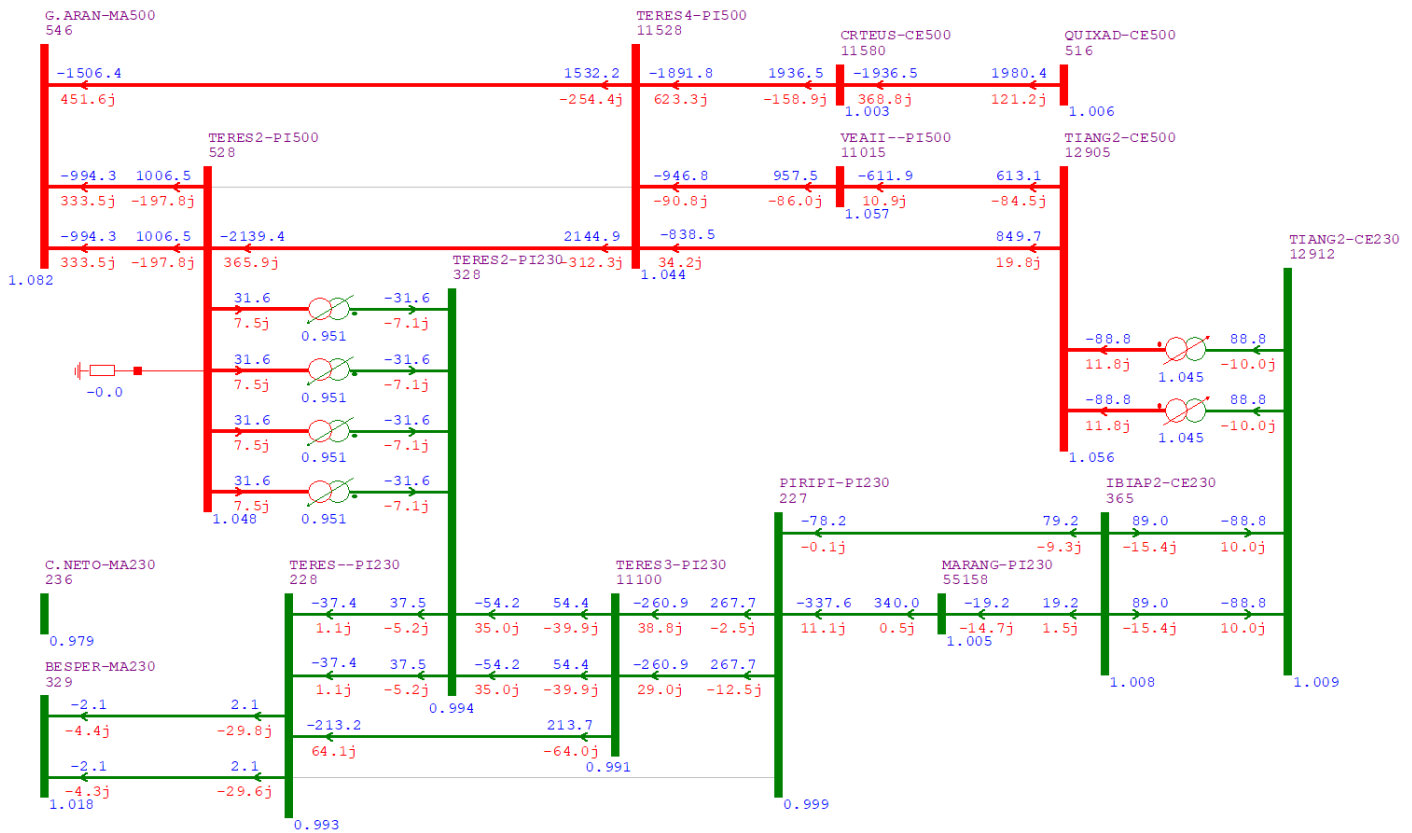 G.ARAN-MA500
546
TERES4-PI500
11528
CRTEUS-CE500
11580
QUIXAD-CE500
516
-1506.4 1532.2 -1891.8 1936.5 -1936.5 1980.4
451.6j -254.4j 623.3j -158.9j 368.8j 121.2j
1.003 1.006
TERES2-PI500
528
VEAII--PI500
11015
TIANG2-CE500
12905
-994.3 1006.5 -946.8 957.5 -611.9 613.1
333.5j -197.8j -90.8j -86.0j 10.9j -84.5j
1.057
-994.3 1006.5 -2139.4 2144.9 -838.5 849.7
333.5j -197.8j 365.9j -312.3j 34.2j 19.8j
TIANG2-CE230
12912
TERES2-PI230
328
1.082 1.044
31.6 -31.6
7.5j -7.1j
0.951
-88.8 88.8
11.8j -10.0j
1.045
31.6 -31.6
7.5j -7.1j
-0.0 0.951
-88.8 88.8
11.8j -10.0j
1.045
31.6 -31.6
7.5j -7.1j
0.951 1.056
31.6 -31.6
7.5j -7.1j
1.048 0.951
PIRIPI-PI230
227
IBIAP2-CE230
365
-78.2 79.2 89.0 -88.8
-0.1j -9.3j -15.4j 10.0j
C.NETO-MA230
236
TERES--PI230
228
TERES3-PI230
11100
MARANG-PI230
55158
-37.4 37.5 -54.2 54.4 -260.9 267.7 -337.6 340.0 -19.2 19.2 89.0 -88.8
1.1j -5.2j 35.0j -39.9j 38.8j -2.5j 11.1j 0.5j -14.7j 1.5j -15.4j 10.0j
0.979 1.005
BESPER-MA230
329
-37.4 37.5 -54.2 54.4 -260.9 267.7
1.1j -5.2j 35.0j -39.9j 29.0j -12.5j
1.008 1.009
-2.1 2.1 0.994
-4.4j -29.8j
-213.2 213.7
64.1j -64.0j
0.991
-2.1 2.1
-4.3j -29.6j
1.018 0.999
0.993